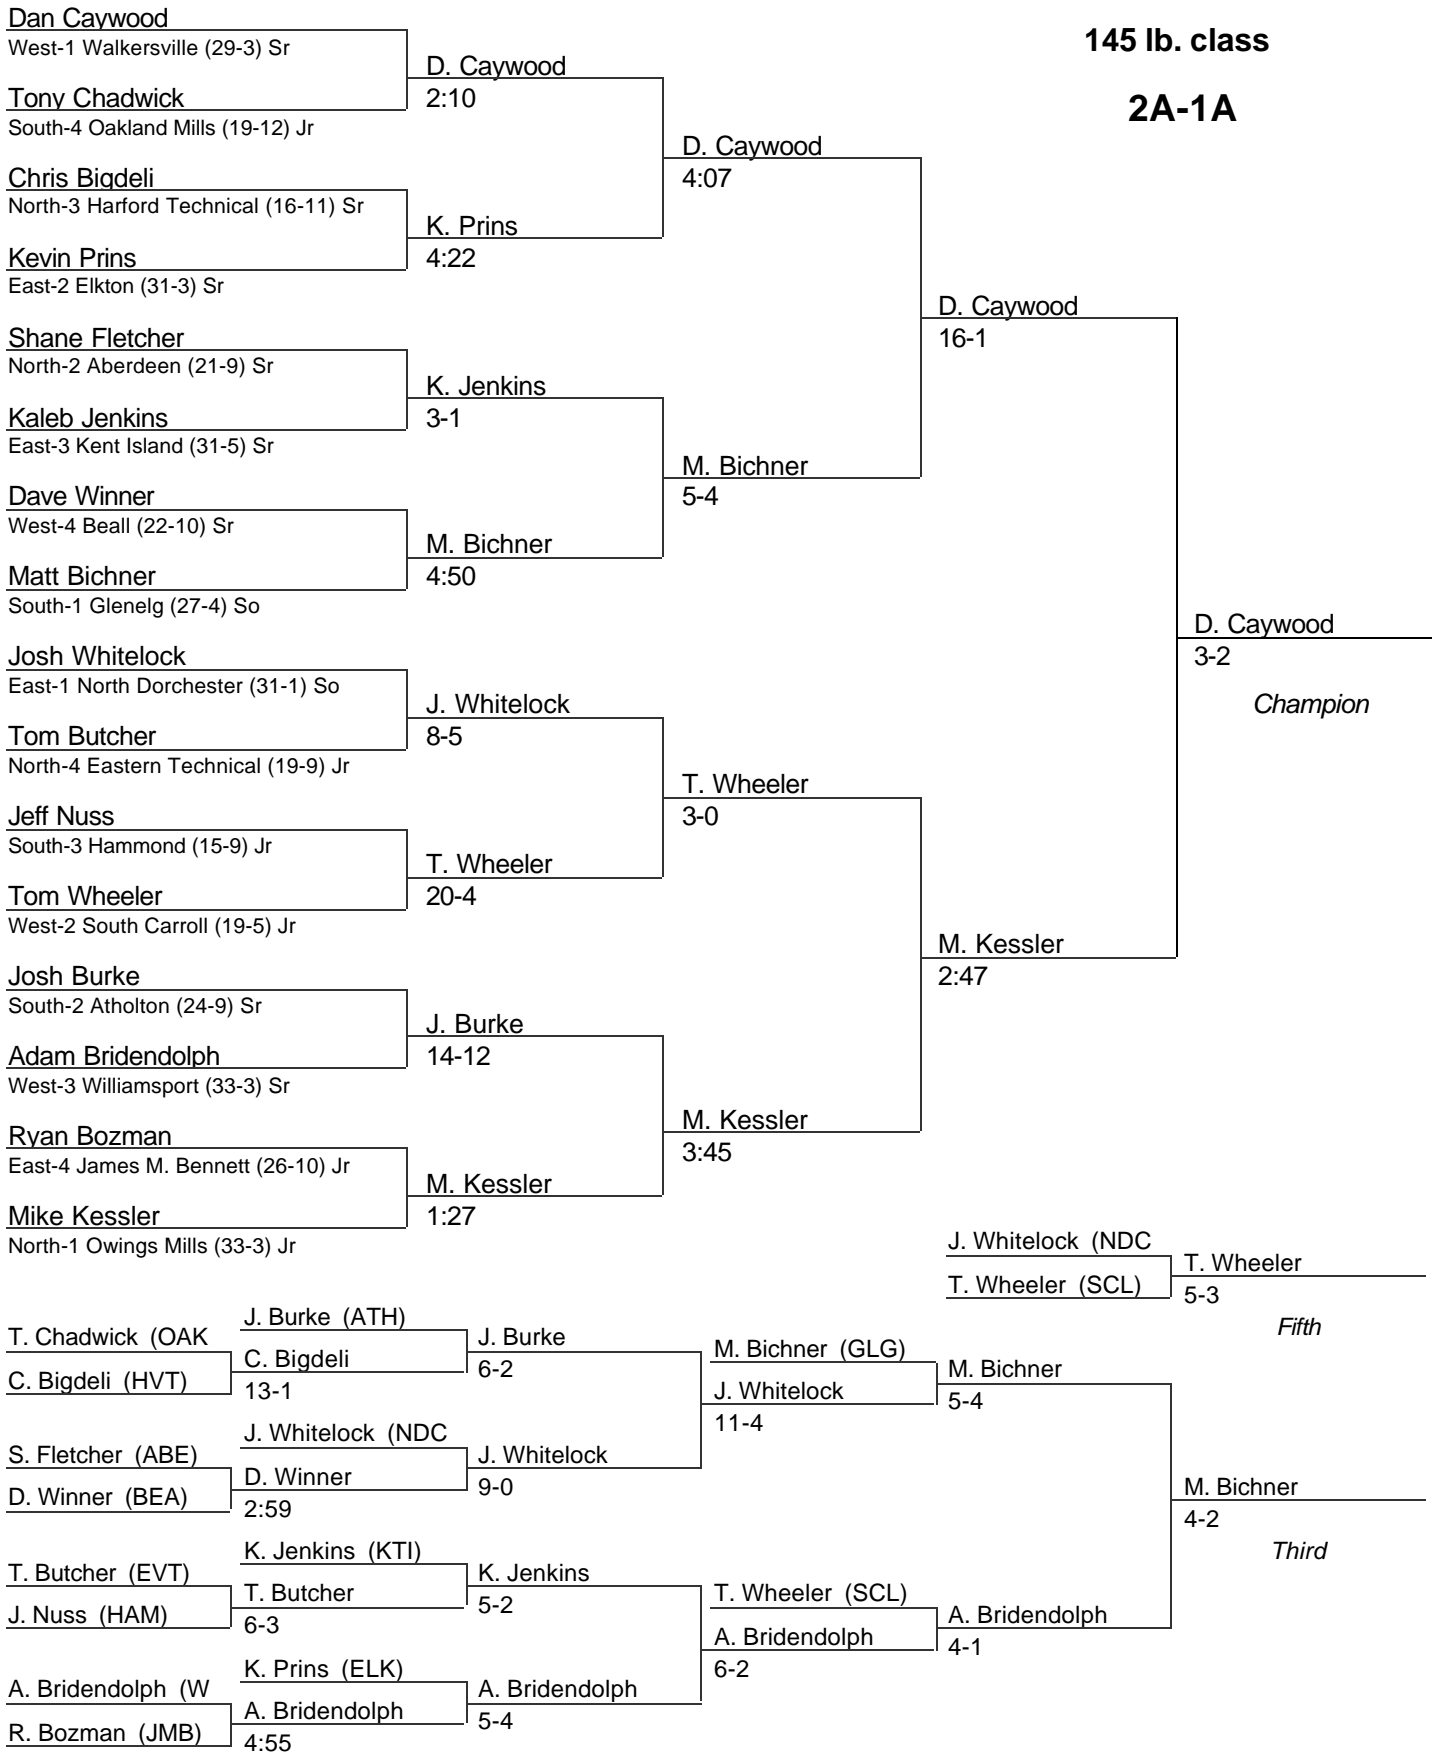 145 lb. class
2A-1A
Dan Caywood
West-1 Walkersville (29-3) Sr
D. Caywood
2:10
Tony Chadwick
South-4 Oakland Mills (19-12) Jr
D. Caywood
4:07
Chris Bigdeli
North-3 Harford Technical (16-11) Sr
K. Prins
4:22
Kevin Prins
East-2 Elkton (31-3) Sr
D. Caywood
16-1
Shane Fletcher
North-2 Aberdeen (21-9) Sr
K. Jenkins
3-1
Kaleb Jenkins
East-3 Kent Island (31-5) Sr
M. Bichner
5-4
Dave Winner
West-4 Beall (22-10) Sr
M. Bichner
4:50
Matt Bichner
South-1 Glenelg (27-4) So
D. Caywood
3-2
Champion
Josh Whitelock
East-1 North Dorchester (31-1) So
J. Whitelock
8-5
Tom Butcher
North-4 Eastern Technical (19-9) Jr
T. Wheeler
3-0
Jeff Nuss
South-3 Hammond (15-9) Jr
T. Wheeler
20-4
Tom Wheeler
West-2 South Carroll (19-5) Jr
M. Kessler
2:47
Josh Burke
South-2 Atholton (24-9) Sr
J. Burke
14-12
Adam Bridendolph
West-3 Williamsport (33-3) Sr
M. Kessler
3:45
Ryan Bozman
East-4 James M. Bennett (26-10) Jr
M. Kessler
1:27
Mike Kessler
North-1 Owings Mills (33-3) Jr
J. Whitelock (NDC
T. Wheeler (SCL)
T. Wheeler
5-3
Fifth
T. Chadwick (OAK
C. Bigdeli (HVT)
J. Burke (ATH)
C. Bigdeli
13-1
J. Burke
6-2
M. Bichner (GLG)
J. Whitelock
11-4
M. Bichner
5-4
S. Fletcher (ABE)
D. Winner (BEA)
J. Whitelock (NDC
D. Winner
2:59
J. Whitelock
9-0
M. Bichner
4-2
Third
T. Butcher (EVT)
J. Nuss (HAM)
K. Jenkins (KTI)
T. Butcher
6-3
K. Jenkins
5-2
T. Wheeler (SCL)
A. Bridendolph
6-2
A. Bridendolph
4-1
A. Bridendolph (W
R. Bozman (JMB)
K. Prins (ELK)
A. Bridendolph
4:55
A. Bridendolph
5-4